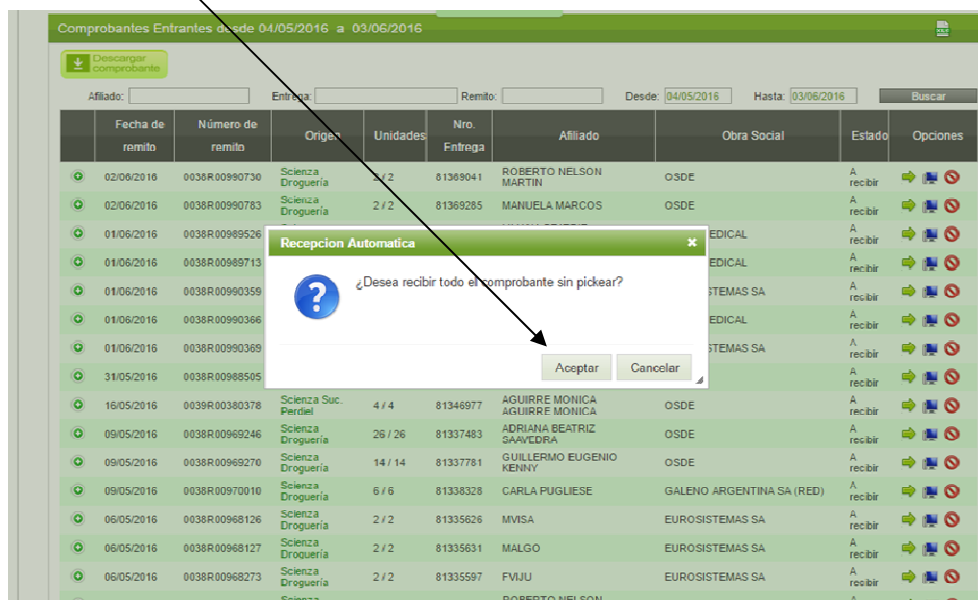 Comprobantes Entrantes desde 04/05/2016 a 03/06/2016
Descargar
comprobante
Afiliado: Entrega: Remito: Desde: 04/05/2016 Hasta: 03/06/2016 Buscar
Fecha de remito Número de remito Origen Unidades Nro. Entrega Afiliado Obra Social Estado Opciones
02/06/2016 0038R00990730 Scienza Droguería 2 / 2 81369041 ROBERTO NELSON MARTIN OSDE A recibir
02/06/2016 0038R00990783 Scienza Droguería 2 / 2 81369285 MANUELA MARCOS OSDE A recibir
01/06/2016 0038R00989526 EDICAL A recibir
01/06/2016 0038R00989713 EDICAL A recibir
01/06/2016 0038R00990359 STEMAS SA A recibir
01/06/2016 0038R00990366 EDICAL A recibir
01/06/2016 0038R00990369 STEMAS SA A recibir
31/05/2016 0038R00988505 A recibir
Recepcion Automatica
¿Desea recibir todo el comprobante sin pickear?
Aceptar Cancelar
16/05/2016 0039R00380378 Scienza Suc. Perdiel 4 / 4 81346977 AGUIRRE MONICA AGUIRRE MONICA OSDE A recibir
09/05/2016 0038R00969246 Scienza Droguería 26 / 26 81337483 ADRIANA BEATRIZ SAAVEDRA OSDE A recibir
09/05/2016 0038R00969270 Scienza Droguería 14 / 14 81337781 GUILLERMO EUGENIO KENNY OSDE A recibir
09/05/2016 0038R00970010 Scienza Droguería 6 / 6 81338328 CARLA PUGLIESE GALENO ARGENTINA SA (RED) A recibir
06/05/2016 0038R00968126 Scienza Droguería 2 / 2 81335626 MVISA EUROSISTEMAS SA A recibir
06/05/2016 0038R00968127 Scienza Droguería 2 / 2 81335631 MALGO EUROSISTEMAS SA A recibir
06/05/2016 0038R00968273 Scienza Droguería 2 / 2 81335597 FVIJU EUROSISTEMAS SA A recibir
Scienza ROBERTO NELSON A